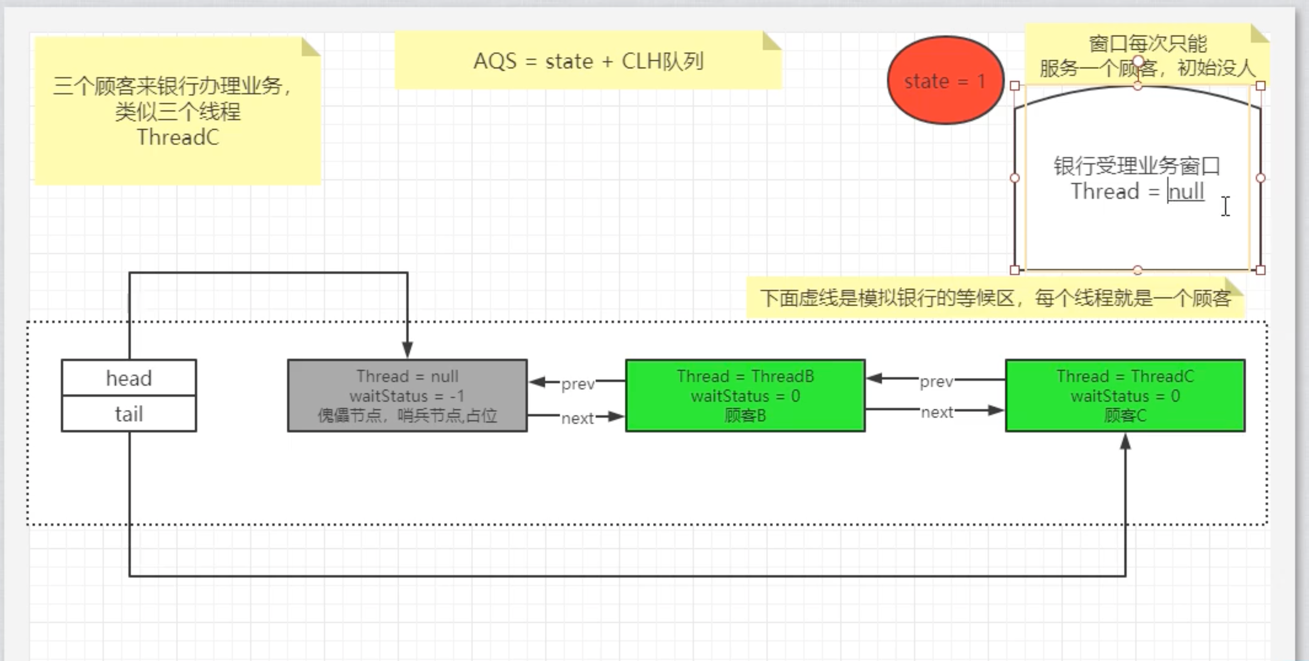 三个顾客来银行办理业务，
类似三个线程
ThreadC
AQS = state + CLH队列
state = 1
窗口每次只能
服务一个顾客，初始没人
银行受理业务窗口
Thread = null
下面虚线是模拟银行的等候区，每个线程就是一个顾客
head
tail
Thread = null
waitStatus = -1
傀儡节点，哨兵节点,占位
prev
next
Thread = ThreadB
waitStatus = 0
顾客B
prev
next
Thread = ThreadC
waitStatus = 0
顾客C